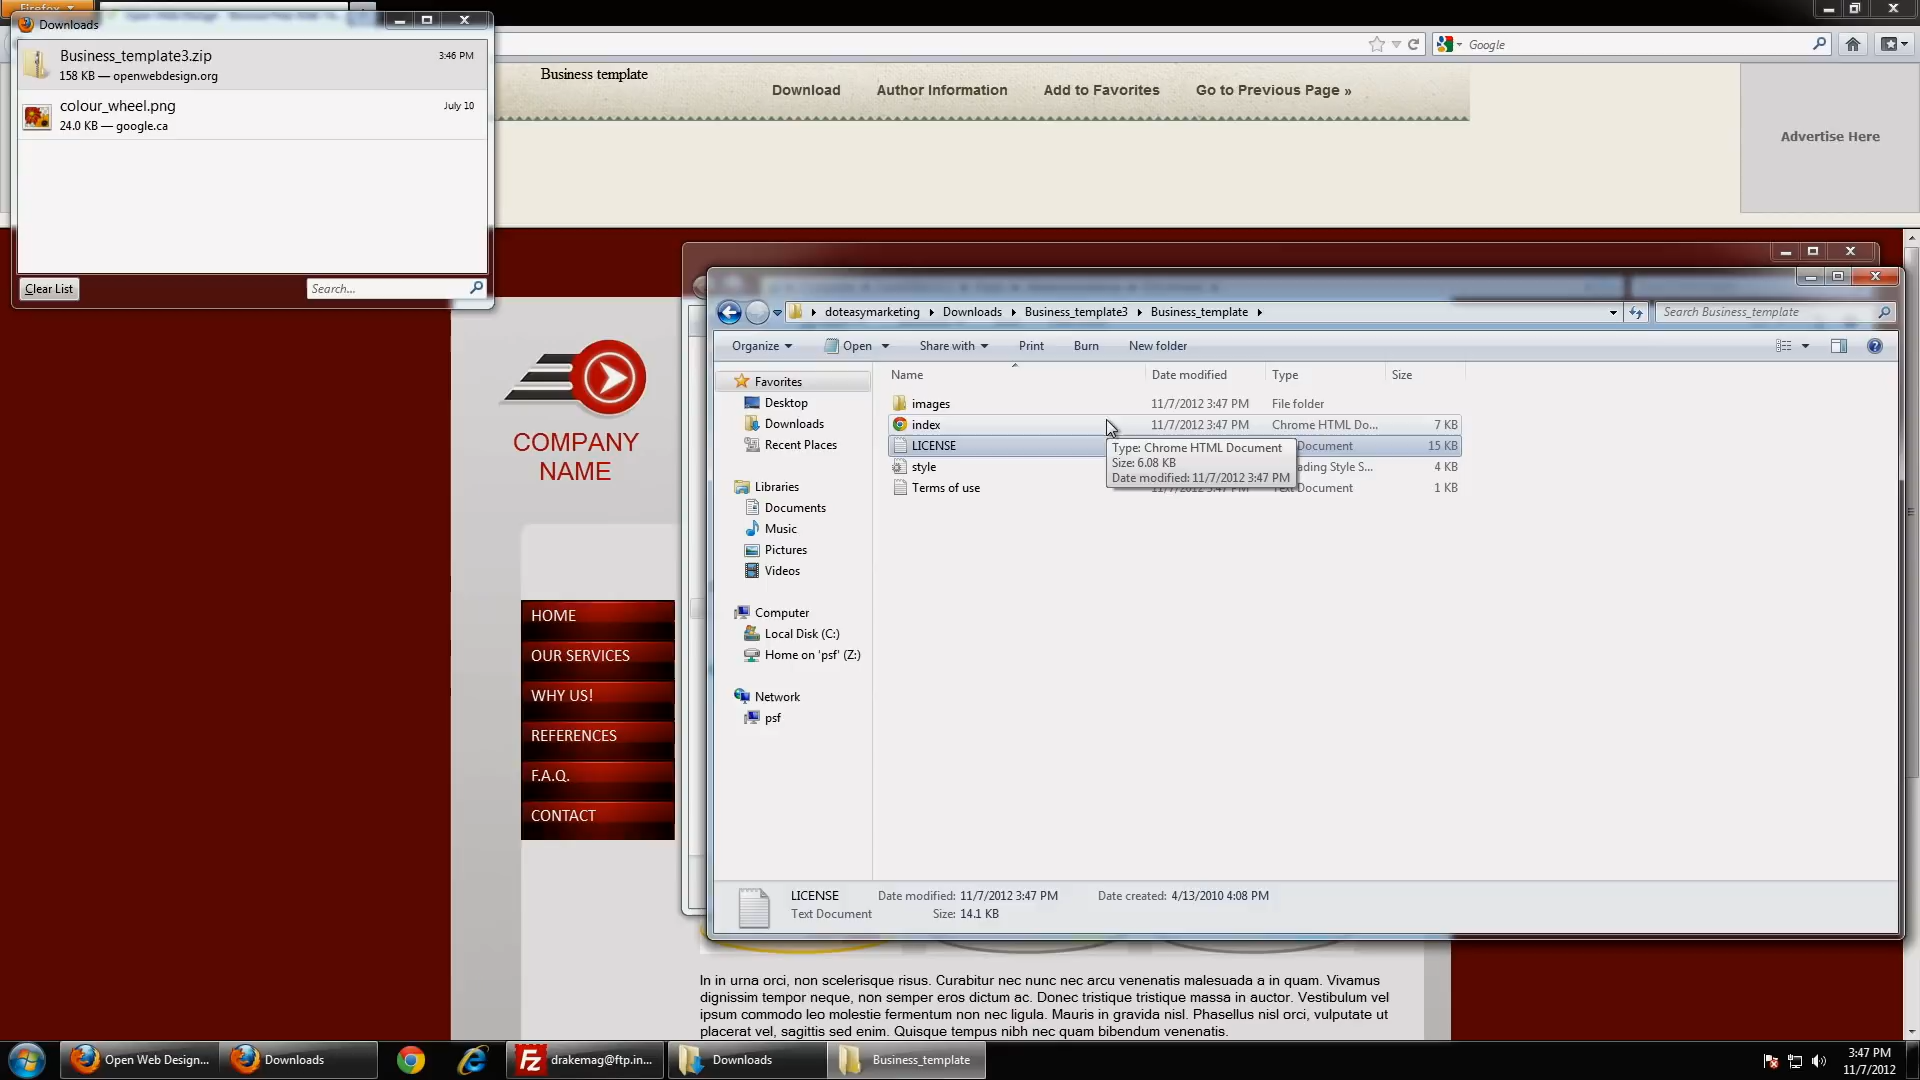 Firefox
Downloads
Business_template3.zip
3:46 PM
158 KB — openwebdesign.org
colour_wheel.png
July 10
24.0 KB — google.ca
Clear List
Search...
Google
Business template
Download
Author Information
Add to Favorites
Go to Previous Page »
Advertise Here
COMPANY
NAME
HOME
OUR SERVICES
WHY US!
REFERENCES
F.A.Q.
CONTACT
doteasymarketing
Downloads
Business_template3
Business_template
Search Business_template
Organize
Open
Share with
Print
Burn
New folder
Favorites
Desktop
Downloads
Recent Places
Libraries
Documents
Music
Pictures
Videos
Computer
Local Disk (C:)
Home on 'psf' (Z:)
Network
psf
Name
Date modified
Type
Size
images
11/7/2012 3:47 PM
File folder
index
11/7/2012 3:47 PM
Chrome HTML Do...
7 KB
LICENSE
Document
15 KB
style
ading Style S...
4 KB
Terms of use
11/7/2012 3:47 PM
Text Document
1 KB
Type: Chrome HTML Document
Size: 6.08 KB
Date modified: 11/7/2012 3:47 PM
LICENSE
Date modified: 11/7/2012 3:47 PM
Date created: 4/13/2010 4:08 PM
Text Document
Size: 14.1 KB
In in urna orci, non scelerisque risus. Curabitur nec nunc nec arcu venenatis malesuada a in quam. Vivamus
dignissim tempor neque, non semper eros dictum ac. Donec tristique tristique massa in auctor. Vestibulum vel
ipsum commodo leo molestie fermentum non nec ligula. Mauris in gravida nisl. Phasellus nisl orci, vulputate ut
placerat vel, sagittis sed enim. Quisque tempus nibh nec quam bibendum venenatis.
Open Web Design...
Downloads
drakemag@ftp.in...
Downloads
Business_template
3:47 PM
11/7/2012